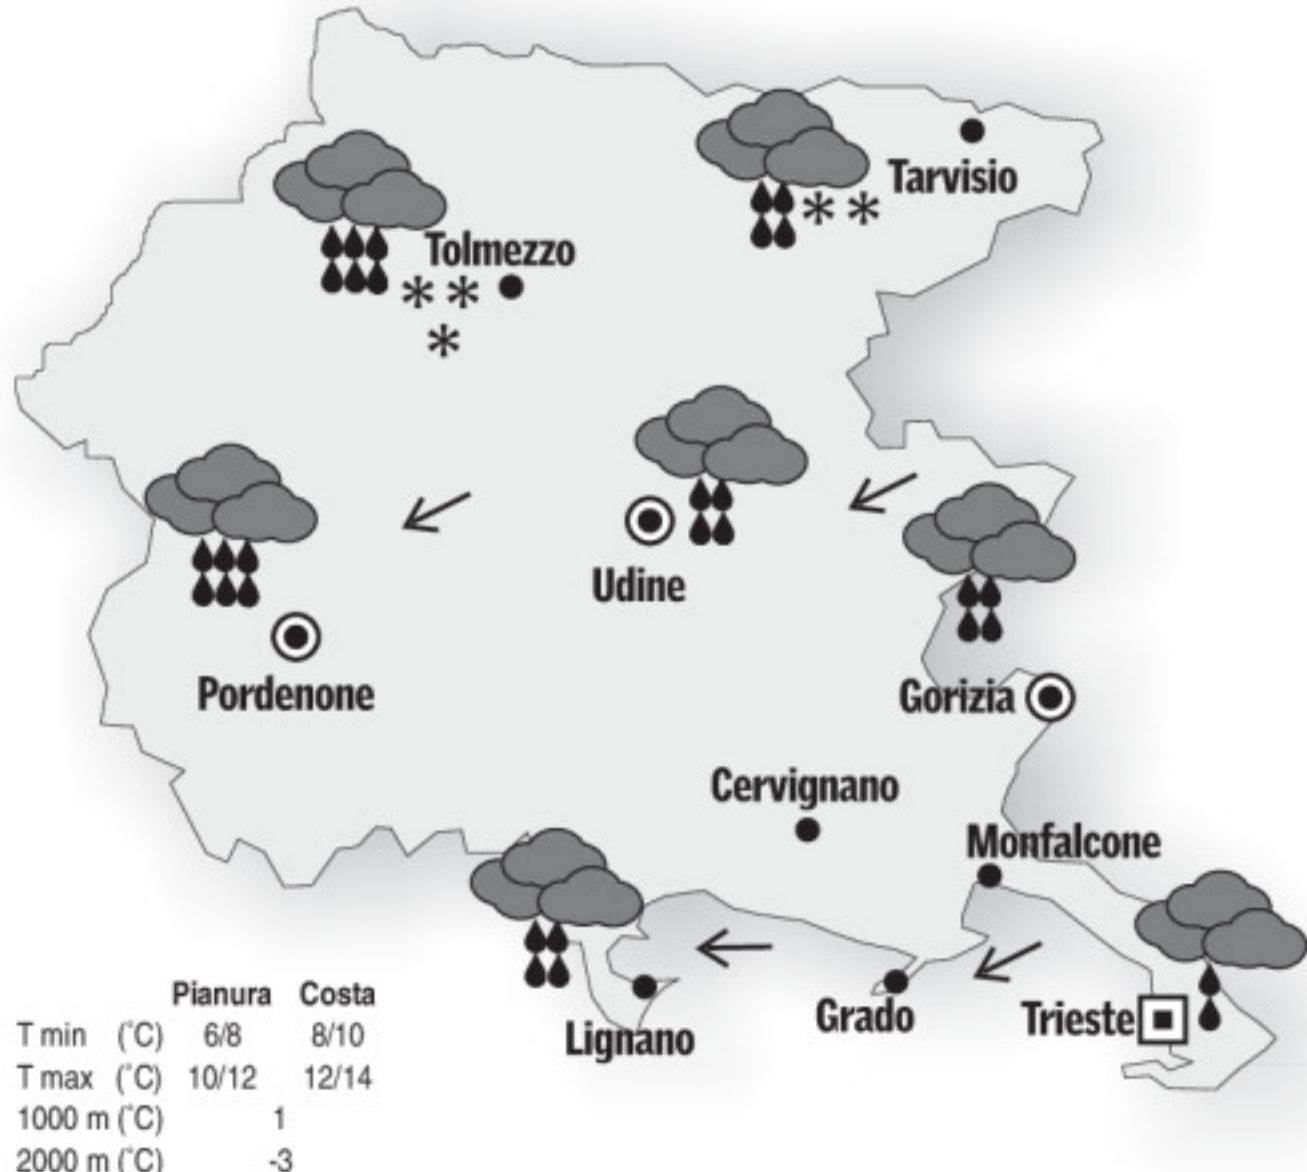 Tarvisio
Tolmezzo
Udine
Pordenone
Gorizia
Cervignano
Monfalcone
Grado
Trieste
Lignano
Pianura Costa
T min (°C) 6/8 8/10
T max (°C) 10/12 12/14
1000 m (°C) 1
2000 m (°C) -3